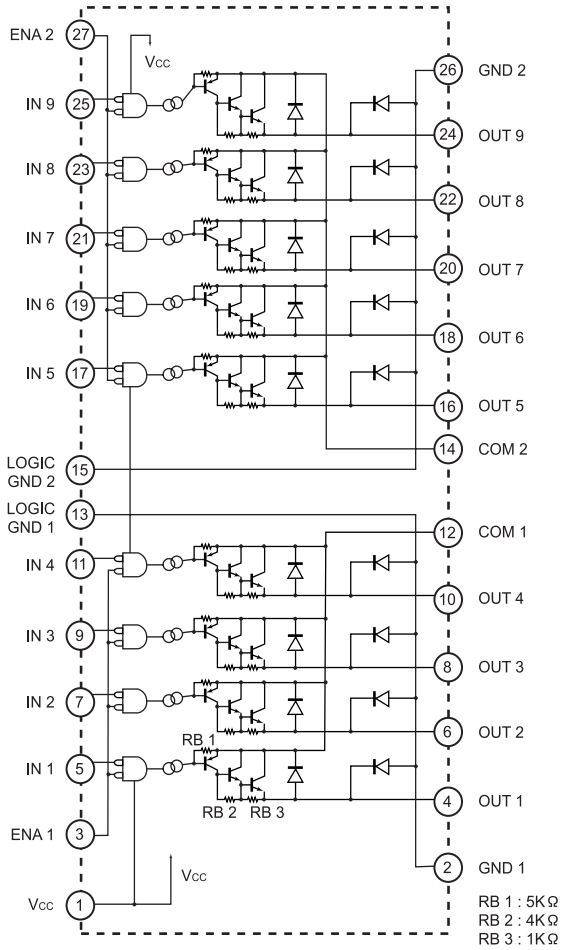 ENA 2 27
Vcc
26 GND 2
IN 9 25
24 OUT 9
IN 8 23
22 OUT 8
IN 7 21
20 OUT 7
IN 6 19
18 OUT 6
IN 5 17
16 OUT 5
14 COM 2
LOGIC
GND 2 15
LOGIC
GND 1 13
12 COM 1
IN 4 11
10 OUT 4
IN 3 9
8 OUT 3
IN 2 7
6 OUT 2
RB 1
IN 1 5
4 OUT 1
RB 2 RB 3
ENA 1 3
2 GND 1
Vcc
Vcc 1
RB 1 : 5KΩ
RB 2 : 4KΩ
RB 3 : 1KΩ